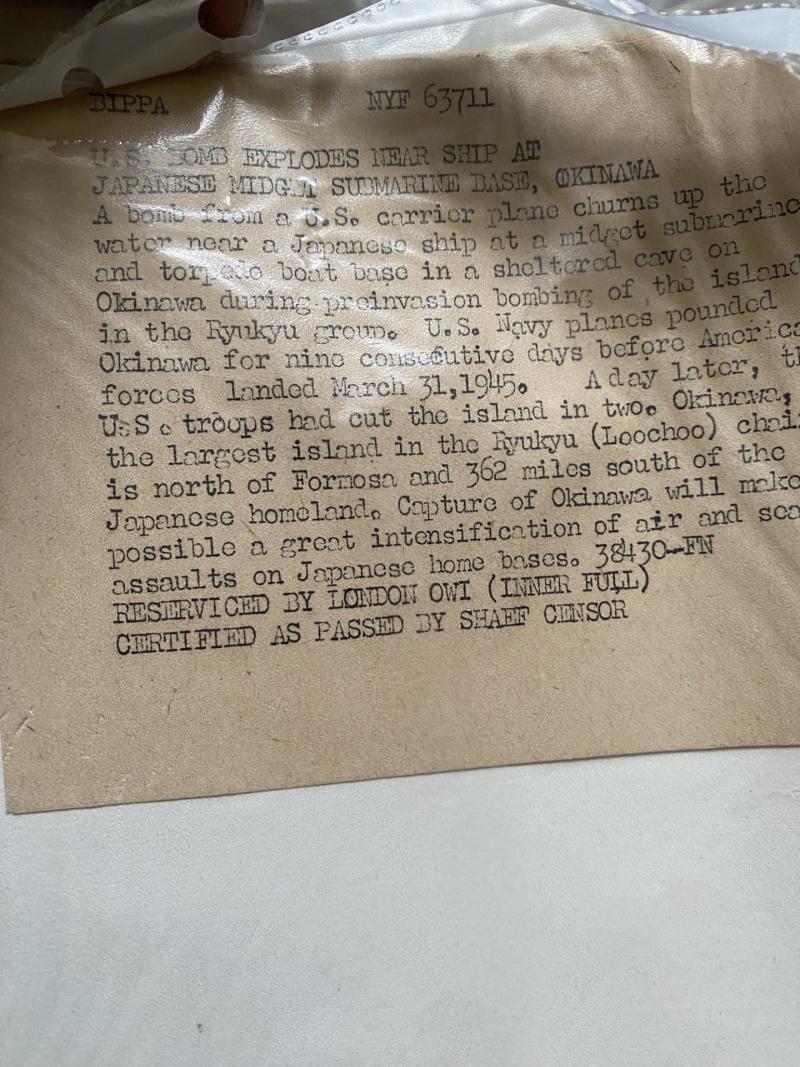 BIPPA NYF 63711
U.S. BOMB EXPLODES NEAR SHIP AT
JAPANESE MIDGET SUBMARINE BASE, OKINAWA
A bomb from a U.S. carrier plane churns up the
water near a Japanese ship at a midget submarine
and torpedo boat base in a sheltered cave on
Okinawa during preinvasion bombing of the island
in the Ryukyu group. U.S. Navy planes pounded
Okinawa for nine consecutive days before America
forces landed March 31,1945. A day later, th
U.S. troops had cut the island in two. Okinawa,
the largest island in the Ryukyu (Loochoo) chai
is north of Formosa and 362 miles south of the
Japanese homeland. Capture of Okinawa will make
possible a great intensification of air and sea
assaults on Japanese home bases. 38430-FN
RESERVICED BY LONDON OWI (INNER FULL)
CERTIFIED AS PASSED BY SHAEF CENSOR